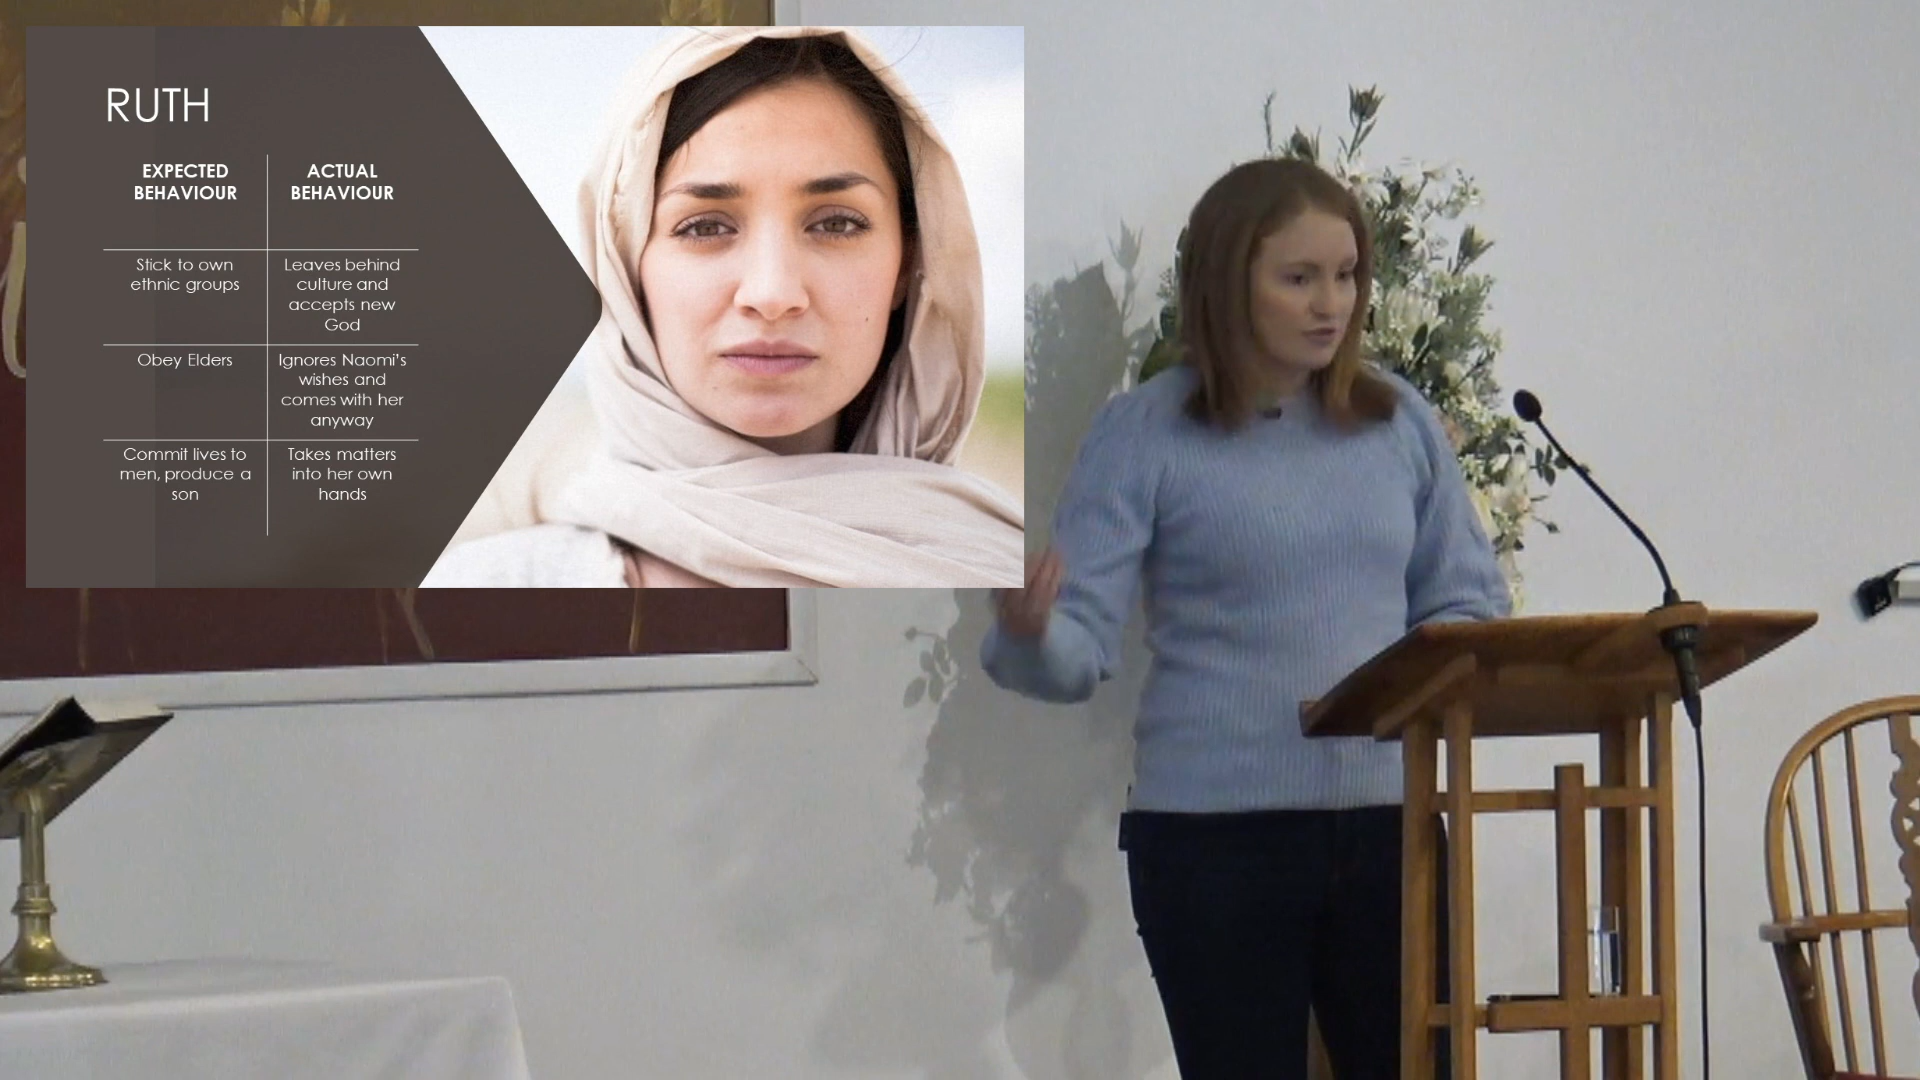 RUTH
EXPECTED
BEHAVIOUR
ACTUAL
BEHAVIOUR
Stick to own
ethnic groups
Leaves behind
culture and
accepts new
God
Obey Elders
Ignores Naomi's
wishes and
comes with her
anyway
Commit lives to
men, produce a
son
Takes matters
into her own
hands